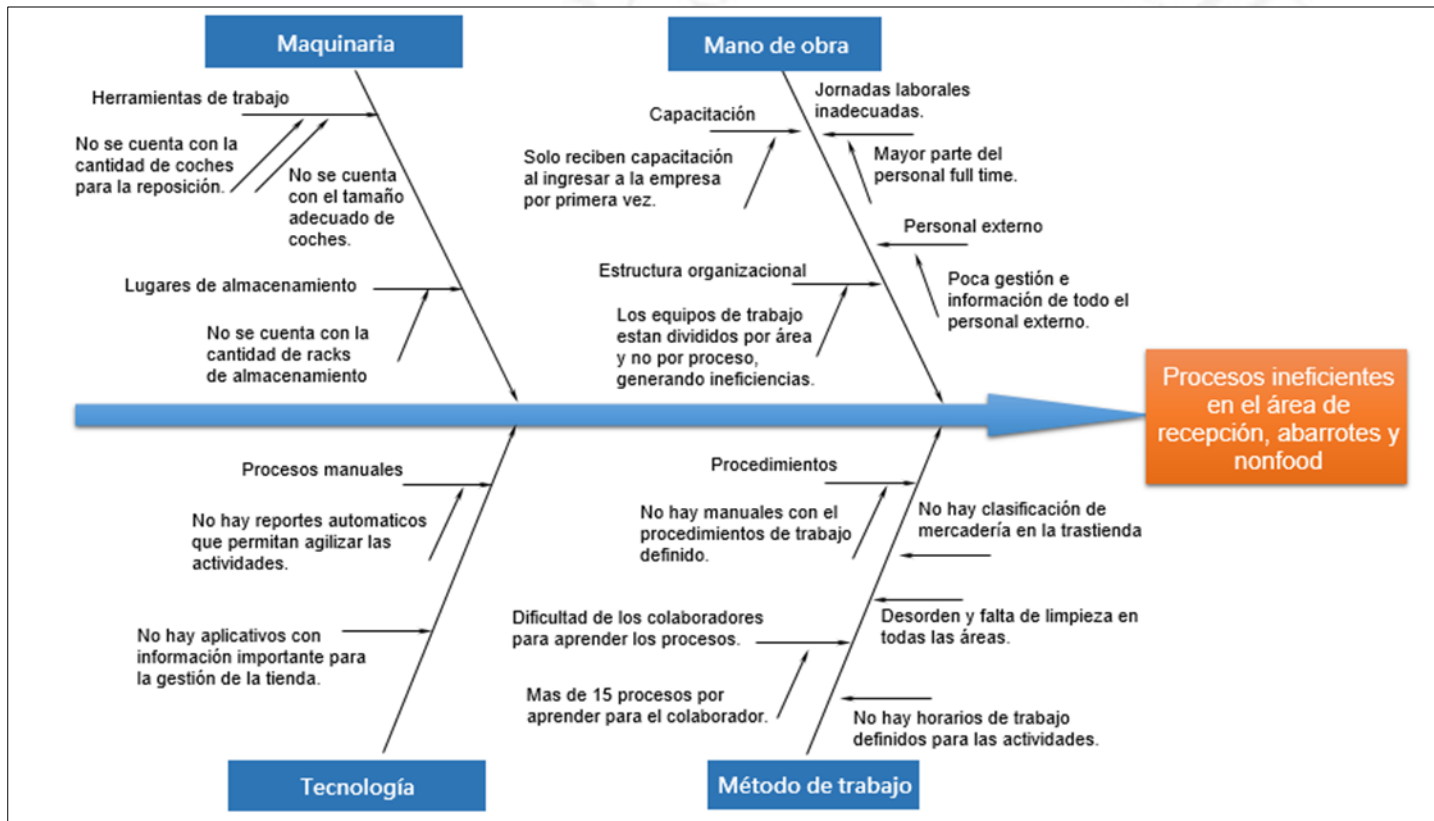 Maquinaria
Herramientas de trabajo
No se cuenta con la
cantidad de coches
para la reposición.
No se cuenta
con el tamaño
adecuado de
coches.
Lugares de almacenamiento
No se cuenta con la
cantidad de racks
de almacenamiento
Mano de obra
Capacitación
Solo reciben capacitación
al ingresar a la empresa
por primera vez.
Estructura organizacional
Los equipos de trabajo
estan divididos por área
y no por proceso,
generando ineficiencias.
Jornadas laborales
inadecuadas.
Mayor parte del
personal full time.
Personal externo
Poca gestión e
información de todo el
personal externo.
Procesos ineficientes
en el área de
recepción, abarrotes y
nonfood
Procesos manuales
No hay reportes automaticos
que permitan agilizar las
actividades.
No hay aplicativos con
información importante para
la gestión de la tienda.
Tecnología
Procedimientos
No hay manuales con el
procedimientos de trabajo
definido.
Dificultad de los colaboradores
para aprender los procesos.
Mas de 15 procesos por
aprender para el colaborador.
No hay clasificación de
mercadería en la trastienda
Desorden y falta de limpieza en
todas las áreas.
No hay horarios de trabajo
definidos para las actividades.
Método de trabajo